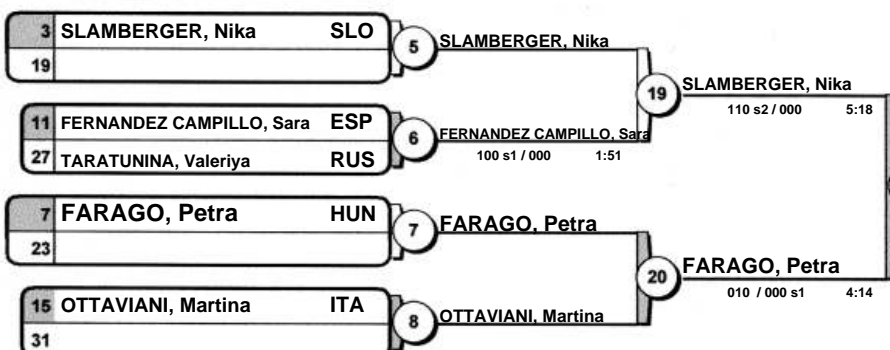 3 SLAMBERGER, Nika SLO
19
5
SLAMBERGER, Nika
11 FERNANDEZ CAMPILLO, Sara ESP
27 TARATUNINA, Valeriya RUS
6
FERNANDEZ CAMPILLO, Sara
100 s1 / 000 1:51
19
SLAMBERGER, Nika
110 s2 / 000 5:18
7 FARAGO, Petra HUN
23
7
FARAGO, Petra
15 OTTAVIANI, Martina ITA
31
8
OTTAVIANI, Martina
20
FARAGO, Petra
010 / 000 s1 4:14